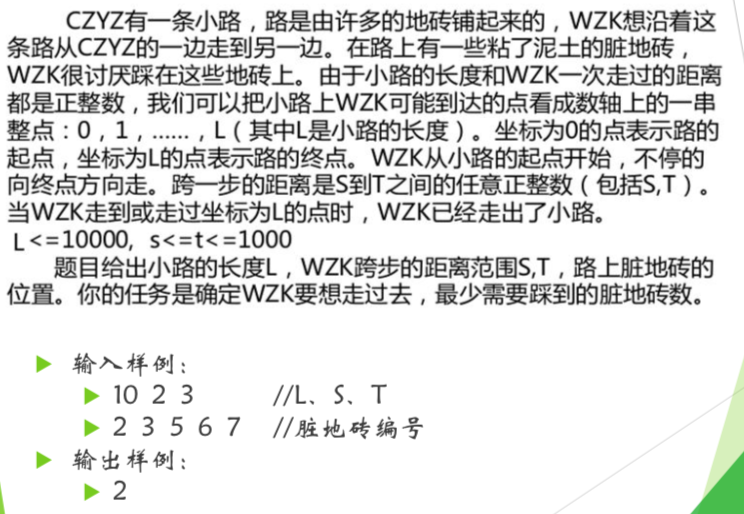 CZYZ有一条小路，路是由许多的地砖铺起来的，WZK想沿着这
条路从CZYZ的一边走到另一边。在路上有一些粘了泥土的脏地砖，
WZK很讨厌踩在这些地砖上。由于小路的长度和WZK一次走过的距离
都是正整数，我们可以把小路上WZK可能到达的点看成数轴上的一串
整点：0，1，……，L（其中L是小路的长度）。坐标为0的点表示路的
起点，坐标为L的点表示路的终点。WZK从小路的起点开始，不停的
向终点方向走。跨一步的距离是S到T之间的任意正整数（包括S,T）。
当WZK走到或走过坐标为L的点时，WZK已经走出了小路。
L<=10000, s<=t<=1000
题目给出小路的长度L，WZK跨步的距离范围S,T，路上脏地砖的
位置。你的任务是确定WZK要想走过去，最少需要踩到的脏地砖数。
输入样例：
10 2 3 //L、S、T
2 3 5 6 7 //脏地砖编号
输出样例：
2